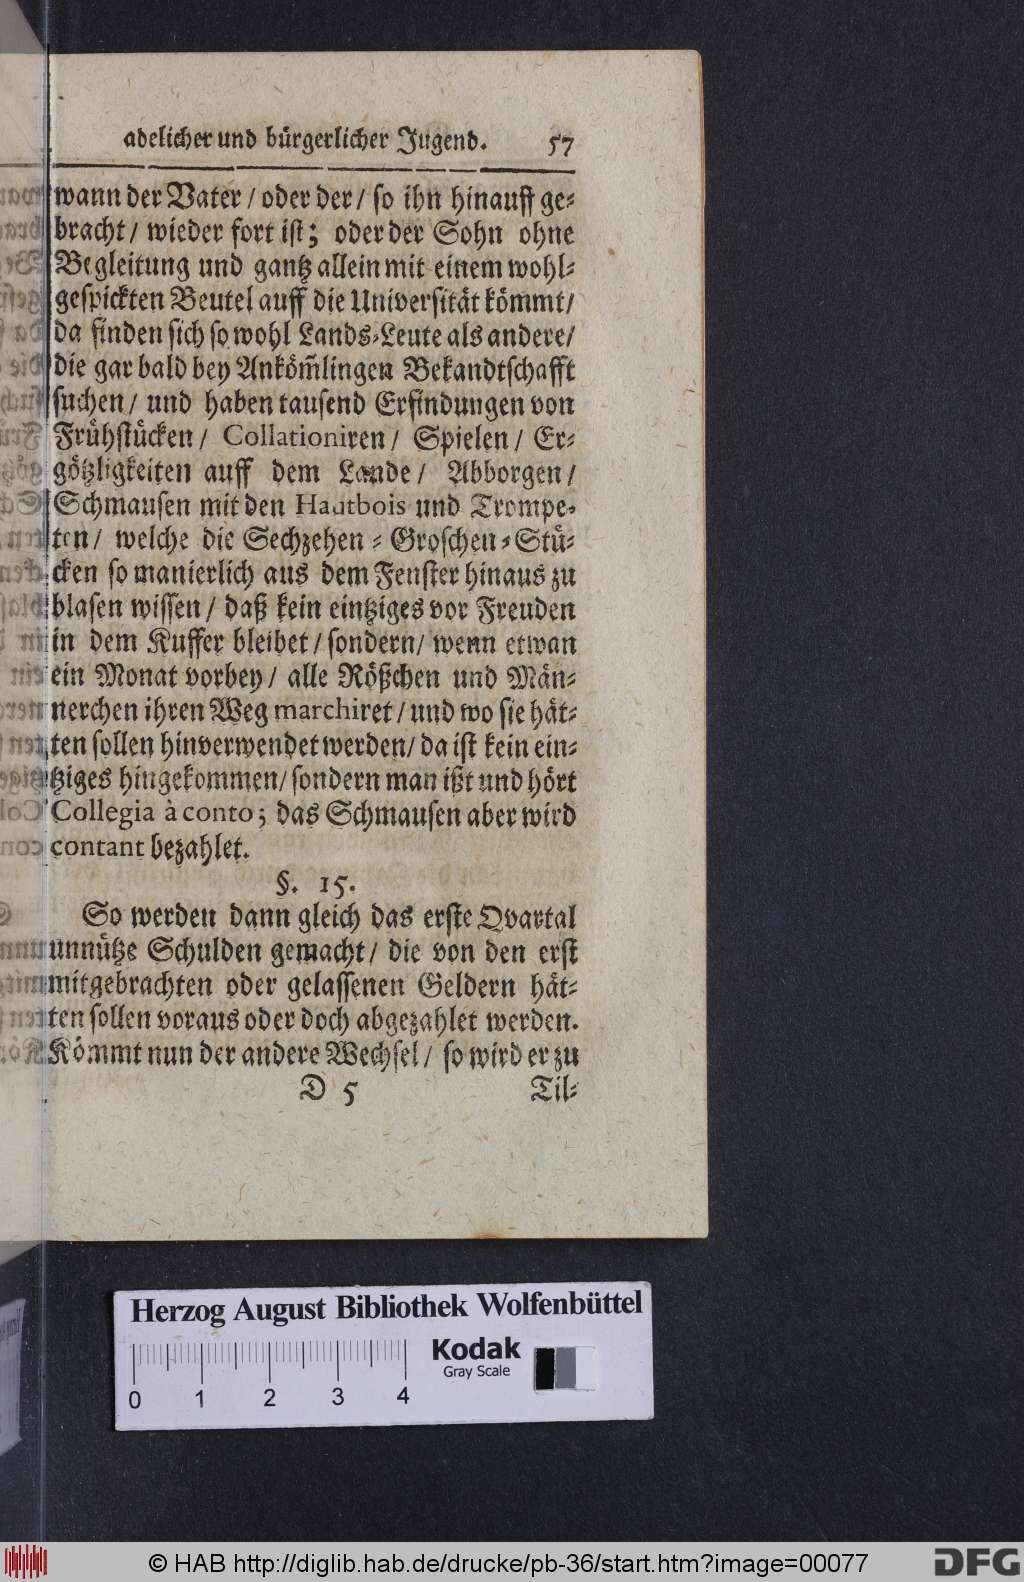 adelicher und bürgerlicher Jugend. 57
wann der Vater / oder der / so ihn hinauff ge-
bracht / wieder fort ist; oder der Sohn ohne
Begleitung und gantz allein mit einem wohl-
gespickten Beutel auff die Universität kömmt /
da finden sich so wohl Lands-Leute als andere /
die gar bald bey Anköm̃lingen Bekandtschafft
suchen / und haben tausend Erfindungen von
Frühstücken / Collationiren / Spielen / Er-
götzligkeiten auff dem Lande / Abborgen /
Schmausen mit den Hautbois und Trompe-
ten / welche die Sechzehen-Groschen-Stü-
cken so manierlich aus dem Fenster hinaus zu
blasen wissen / daß kein eintziges vor Freuden
in dem Kuffer bleibet / sondern / wenn etwan
ein Monat vorbey / alle Rößchen und Män-
nerchen ihren Weg marchiret / und wo sie hät-
ten sollen hinverwendet werden / da ist kein ein-
tziges hingekommen / sondern man ißt und hört
Collegia à conto; das Schmausen aber wird
contant bezahlet.
§. 15.
So werden dann gleich das erste Qvartal
unnütze Schulden gemacht / die von den erst
mitgebrachten oder gelassenen Geldern hät-
ten sollen voraus oder doch abgezahlet werden.
Kömmt nun der andere Wechsel / so wird er zu
D 5 Til-
Herzog August Bibliothek Wolfenbüttel
Kodak
Gray Scale
0 1 2 3 4
© HAB http://diglib.hab.de/drucke/pb-36/start.htm?image=00077
DFG